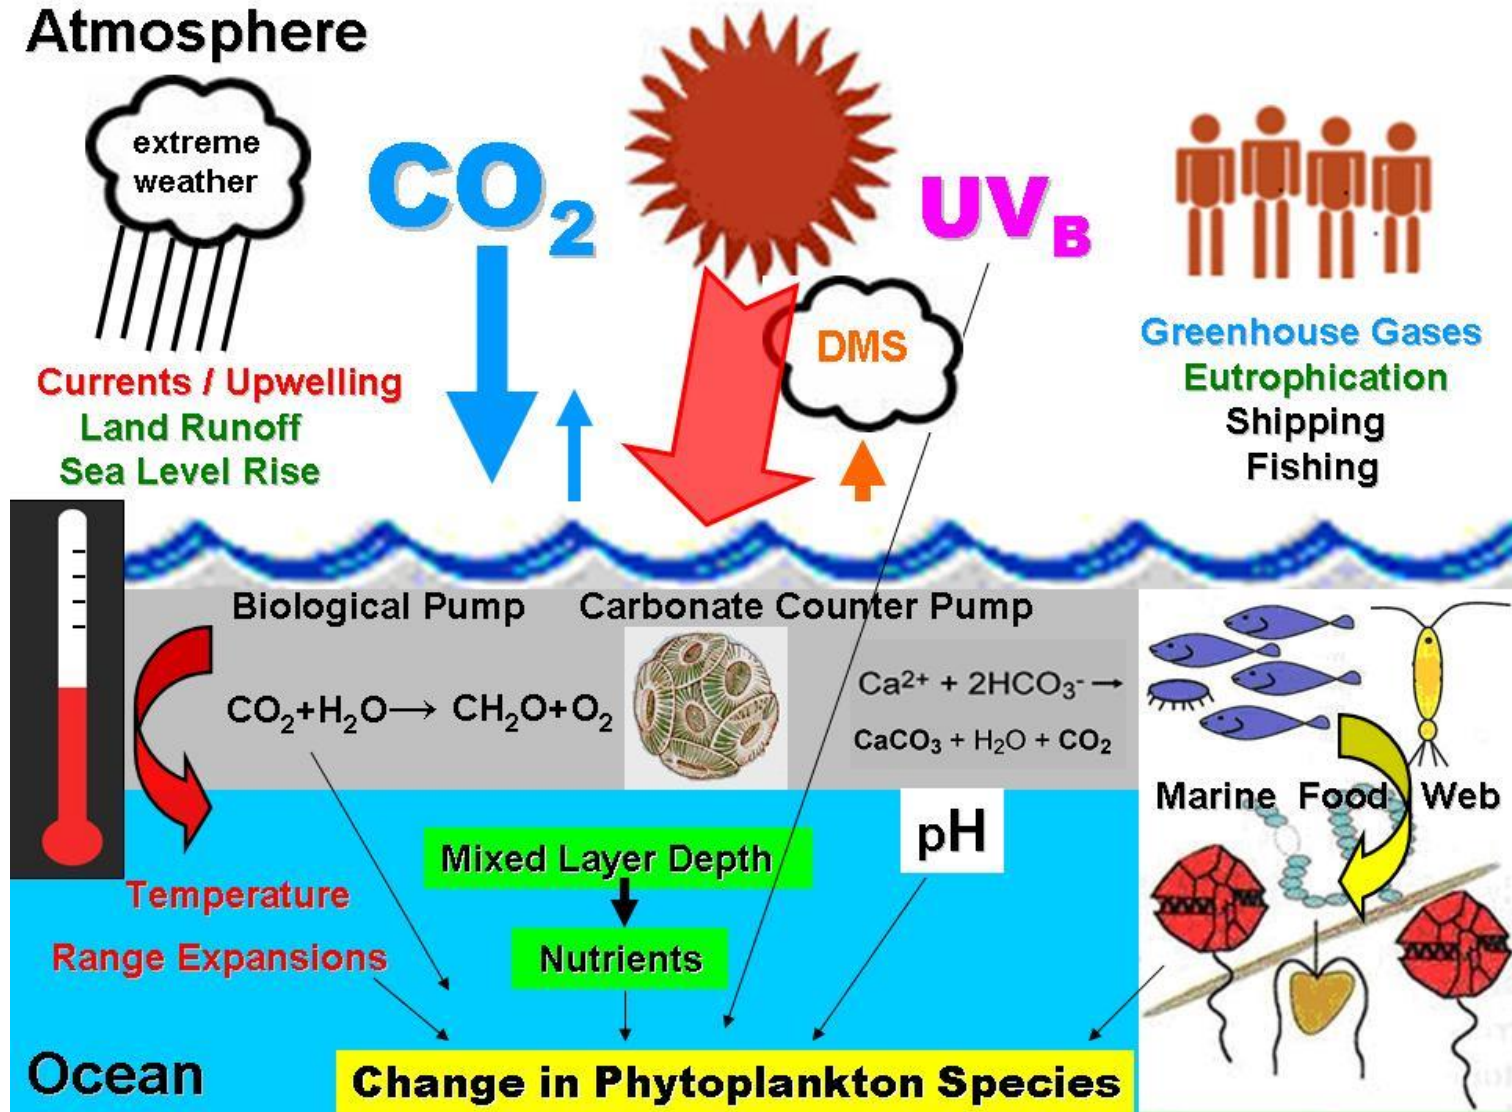 Atmosphere
extreme
weather
CO₂
UV_B
DMS
Currents / Upwelling
Land Runoff
Sea Level Rise
Greenhouse Gases
Eutrophication
Shipping
Fishing
Biological Pump
CO₂+H₂O→ CH₂O+O₂
Carbonate Counter Pump
Ca²⁺ + 2HCO₃⁻→
CaCO₃ + H₂O + CO₂
Marine Food Web
pH
Mixed Layer Depth
Nutrients
Temperature
Range Expansions
Ocean
Change in Phytoplankton Species